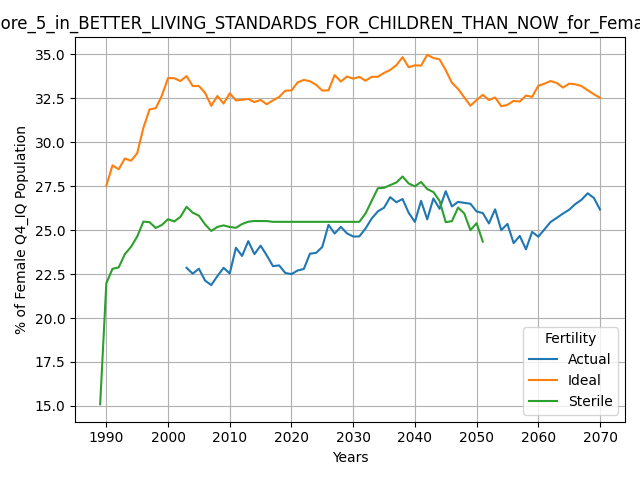 ore_5_in_BETTER_LIVING_STANDARDS_FOR_CHILDREN_THAN_NOW_for_Fema
35.0
32.5
30.0
27.5
25.0
22.5
20.0
17.5
15.0
% of Female Q4_IQ Population
Fertility
Actual
Ideal
Sterile
1990 2000 2010 2020 2030 2040 2050 2060 2070
Years